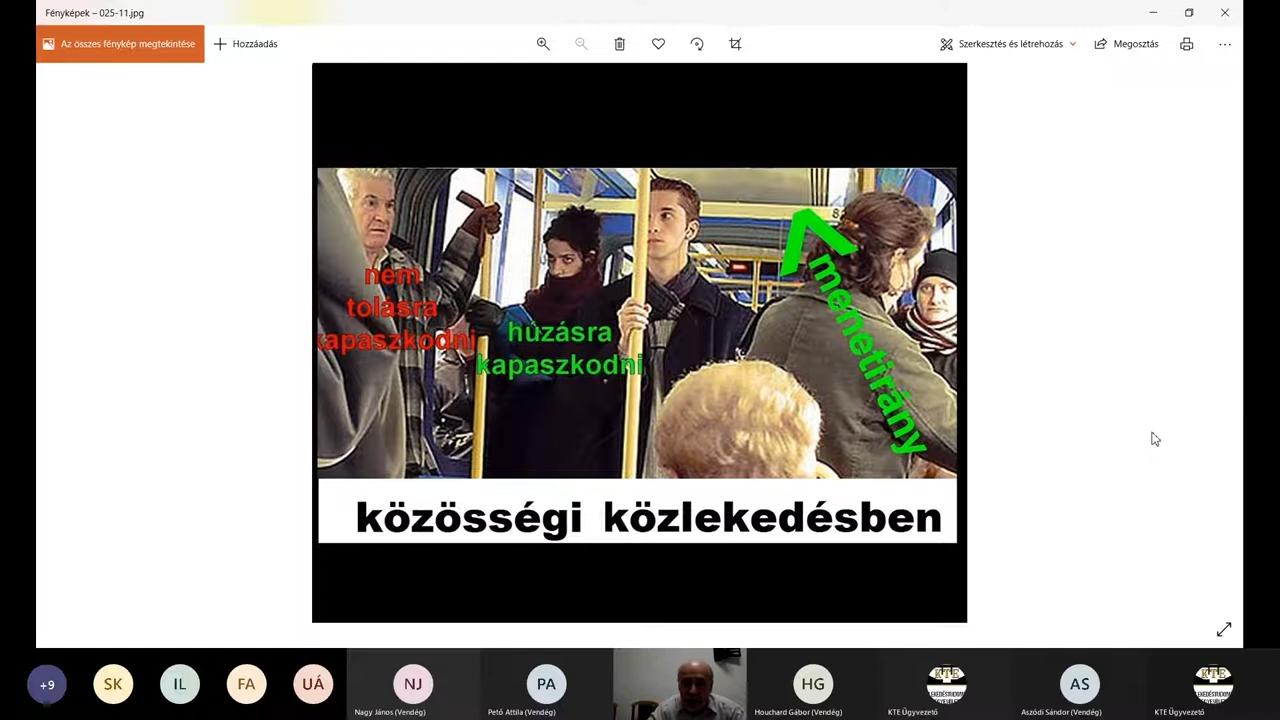 Fényképek – 025-11.jpg
Az összes fénykép megtekintése
Hozzáadás
Szerkesztés és létrehozás
Megosztás
nem
tolásra
kapaszkodni
húzásra
kapaszkodni
menetirány
közösségi közlekedésben
+9
SK
IL
FA
UÁ
NJ
PA
HG
KTE
AS
KTE
Nagy János (Vendég)
Pető Attila (Vendég)
Houchard Gábor (Vendég)
KTE Ügyvezető
Aszódi Sándor (Vendég)
KTE Ügyvezető